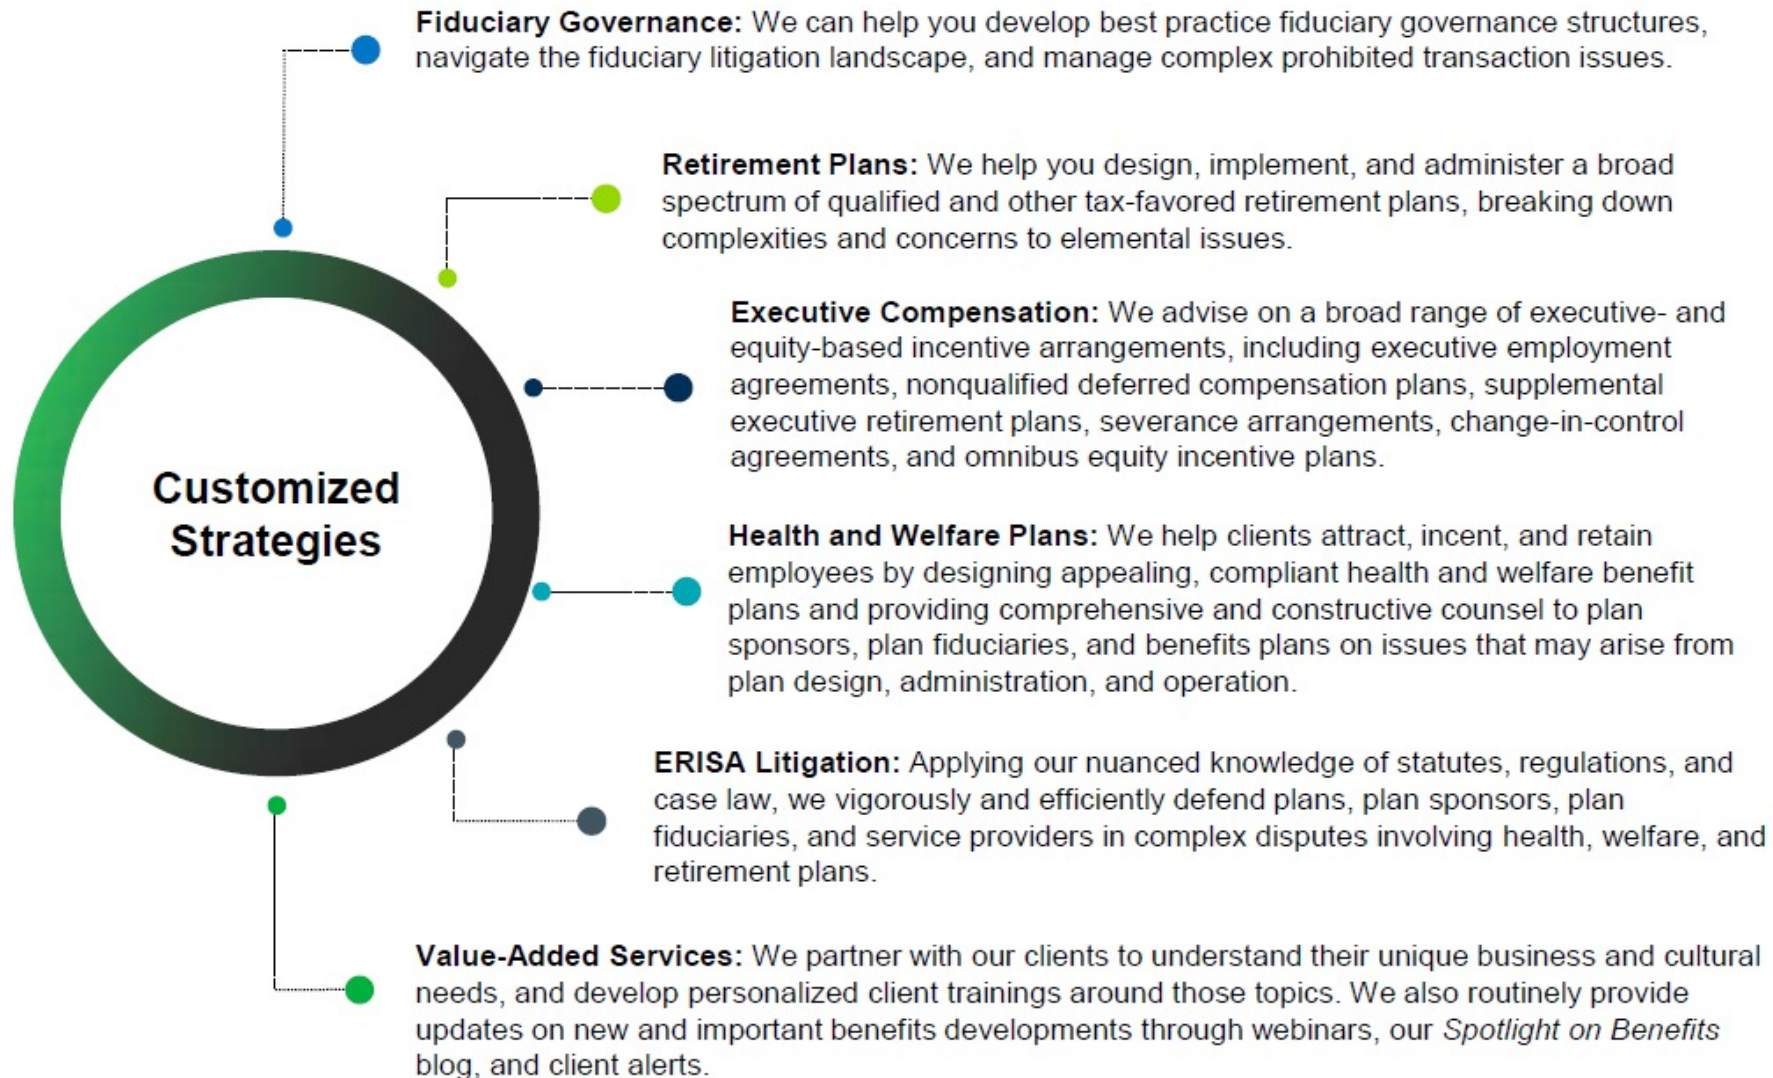 Fiduciary Governance: We can help you develop best practice fiduciary governance structures,
navigate the fiduciary litigation landscape, and manage complex prohibited transaction issues.
Retirement Plans: We help you design, implement, and administer a broad
spectrum of qualified and other tax-favored retirement plans, breaking down
complexities and concerns to elemental issues.
Executive Compensation: We advise on a broad range of executive- and
equity-based incentive arrangements, including executive employment
agreements, nonqualified deferred compensation plans, supplemental
executive retirement plans, severance arrangements, change-in-control
agreements, and omnibus equity incentive plans.
Customized
Strategies
Health and Welfare Plans: We help clients attract, incent, and retain
employees by designing appealing, compliant health and welfare benefit
plans and providing comprehensive and constructive counsel to plan
sponsors, plan fiduciaries, and benefits plans on issues that may arise from
plan design, administration, and operation.
ERISA Litigation: Applying our nuanced knowledge of statutes, regulations, and
case law, we vigorously and efficiently defend plans, plan sponsors, plan
fiduciaries, and service providers in complex disputes involving health, welfare, and
retirement plans.
Value-Added Services: We partner with our clients to understand their unique business and cultural
needs, and develop personalized client trainings around those topics. We also routinely provide
updates on new and important benefits developments through webinars, our Spotlight on Benefits
blog, and client alerts.